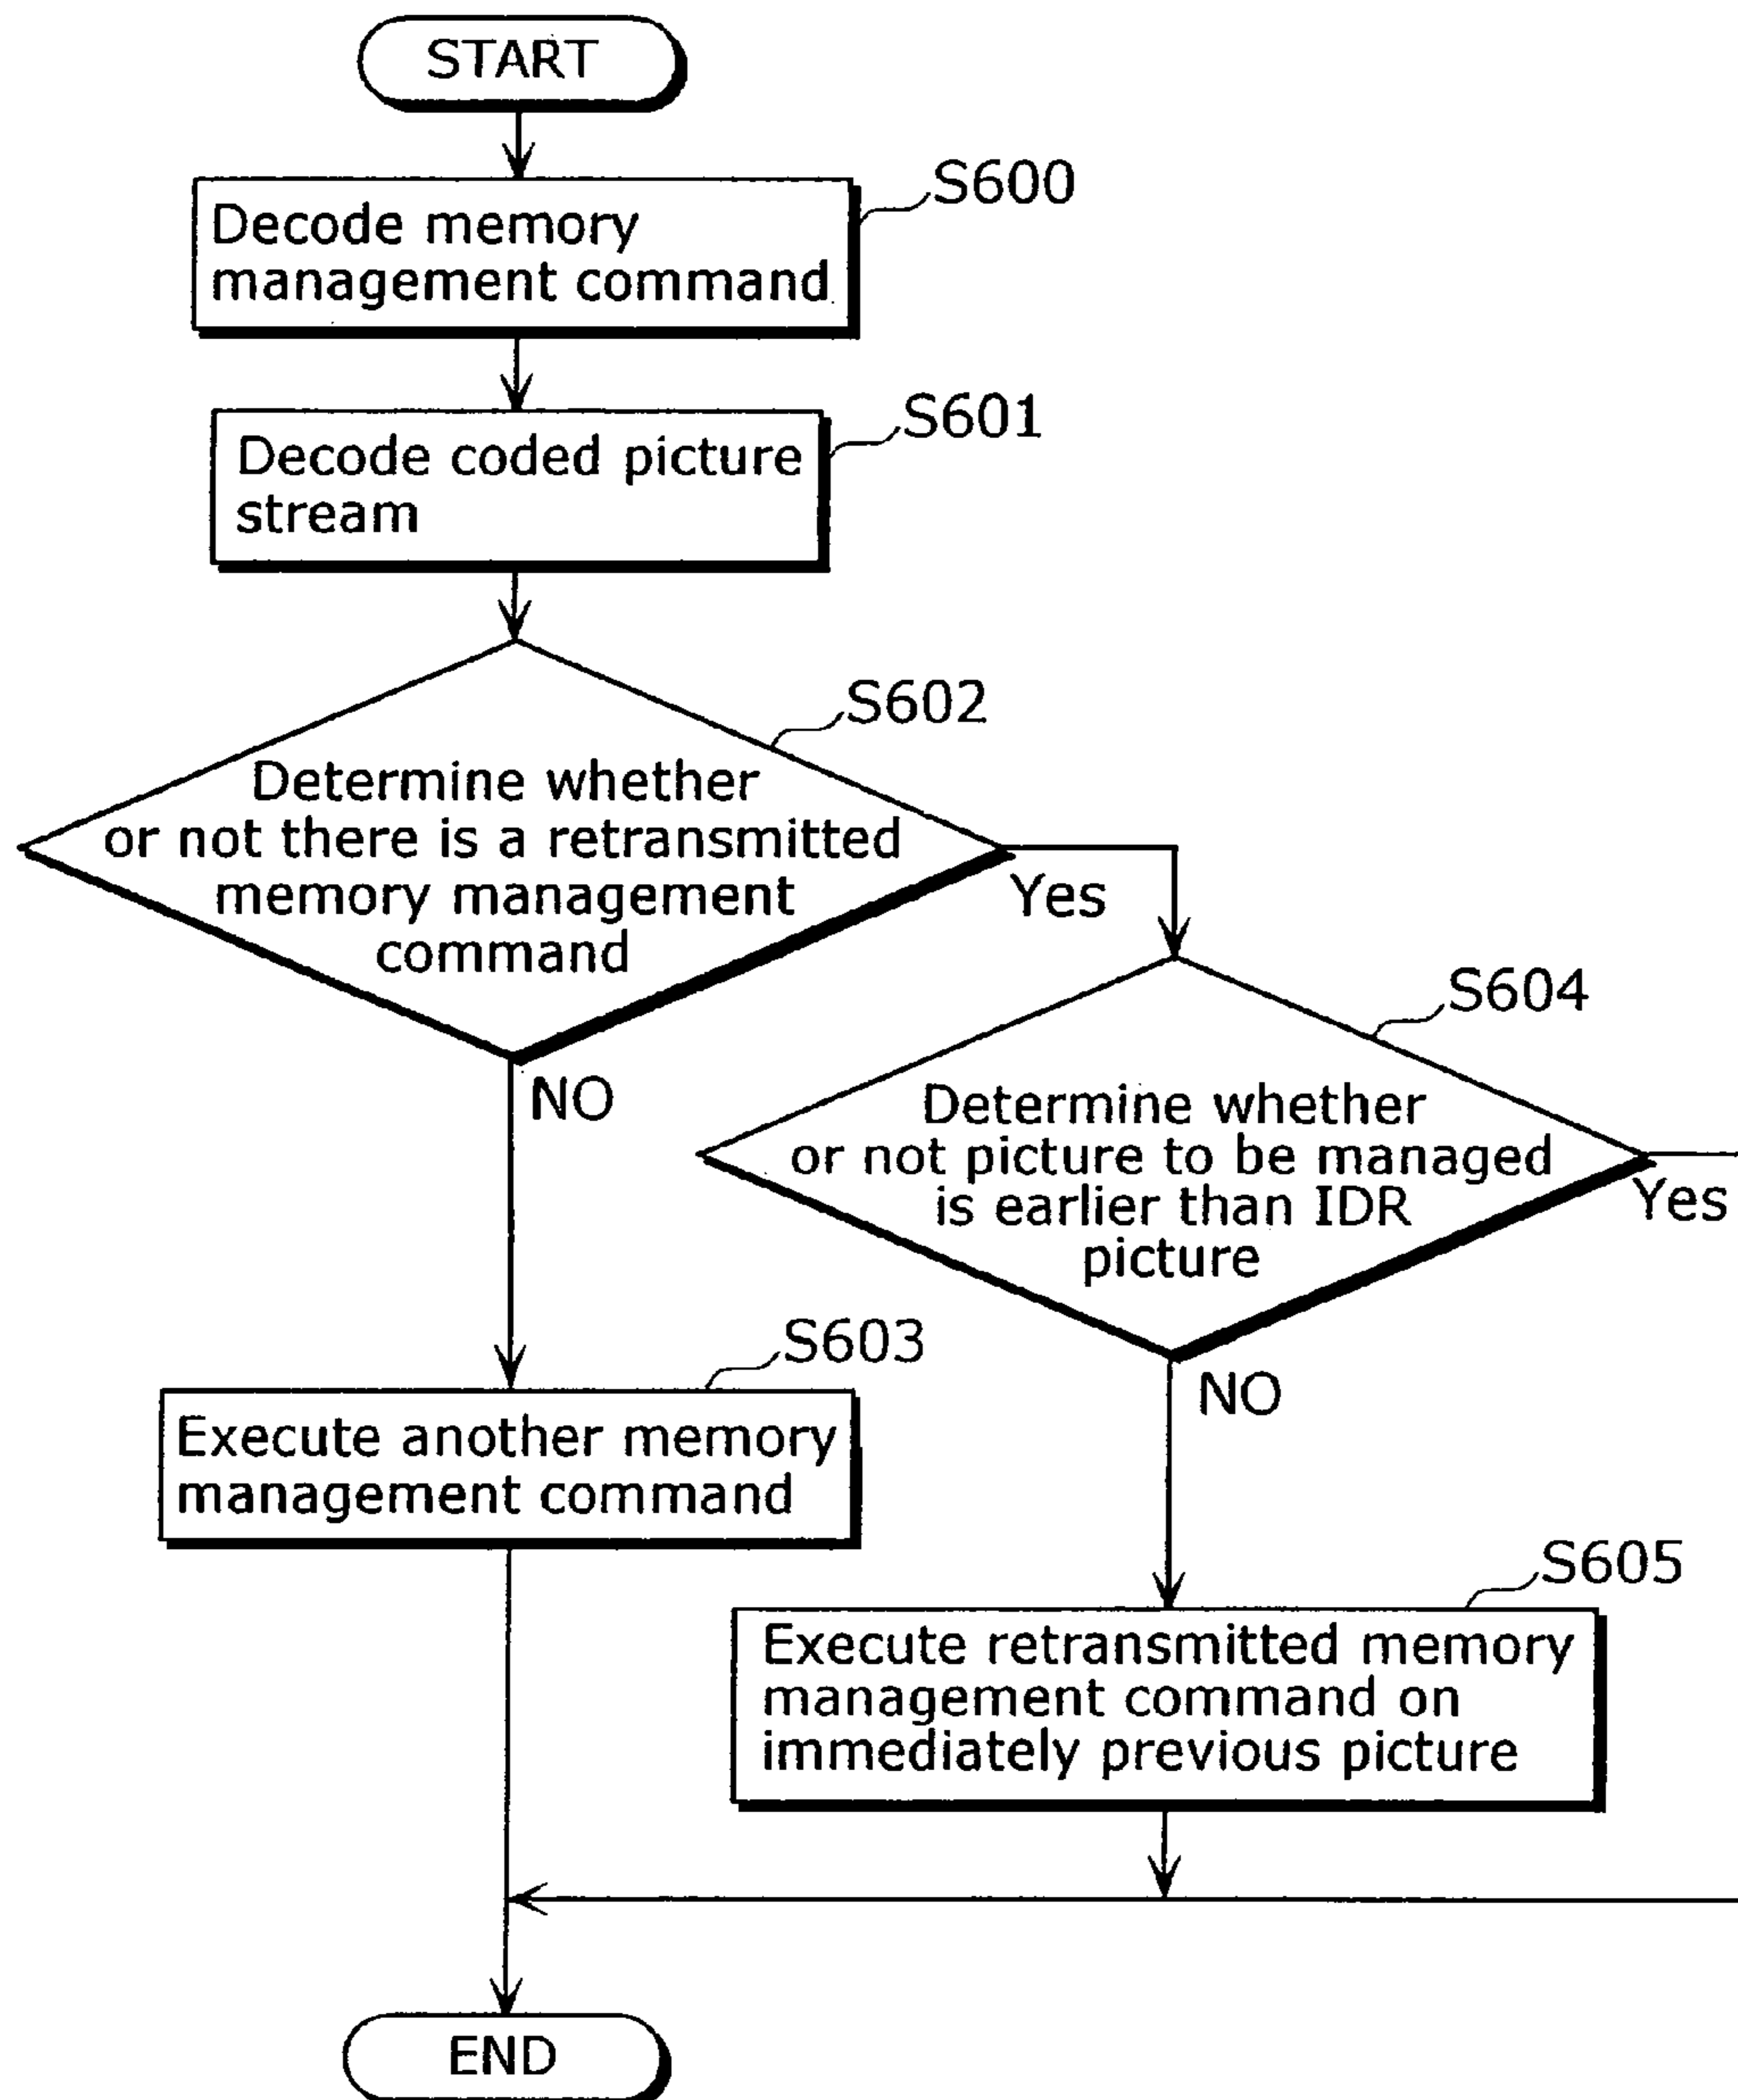 START
S600
Decode memory
management command
S601
Decode coded picture
stream
S602
Determine whether
or not there is a retransmitted
memory management
command
Yes
NO
S604
Determine whether
or not picture to be managed
is earlier than IDR
picture
Yes
NO
S603
Execute another memory
management command
S605
Execute retransmitted memory
management command on
immediately previous picture
END